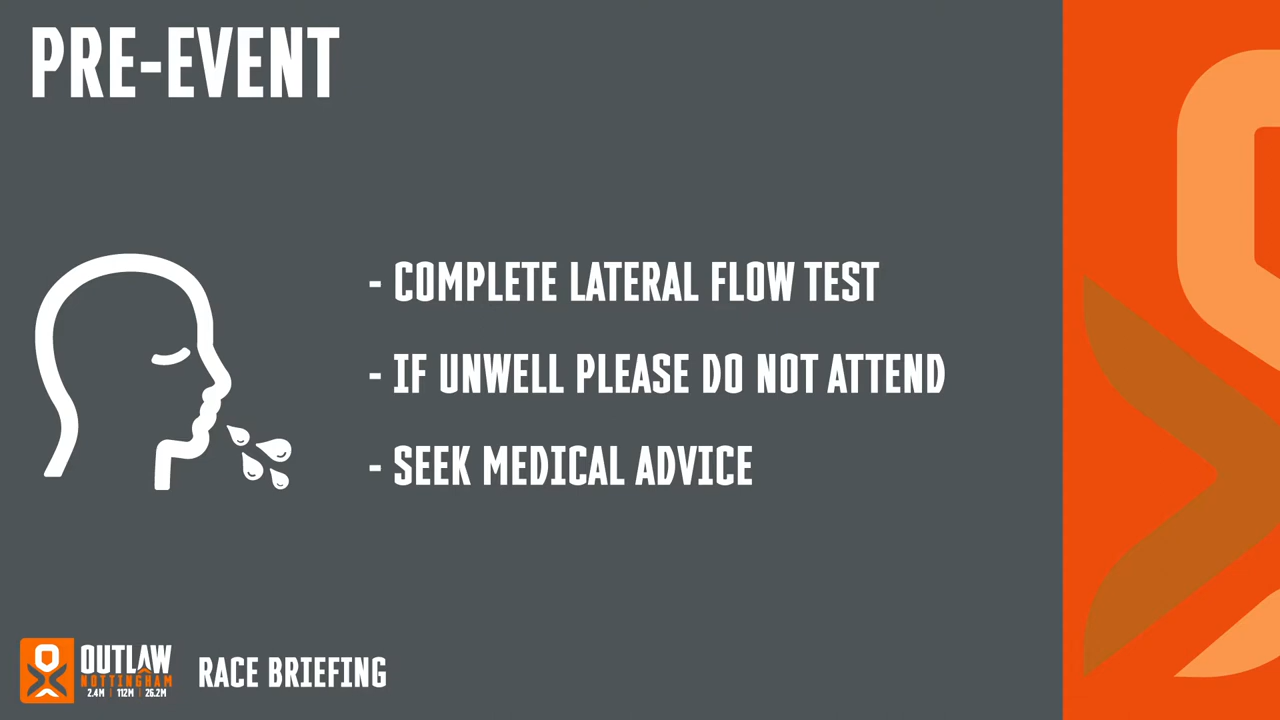 PRE-EVENT
- COMPLETE LATERAL FLOW TEST
- IF UNWELL PLEASE DO NOT ATTEND
- SEEK MEDICAL ADVICE
OUTLAW
NOTTINGHAM
2.4M | 112M | 26.2M
RACE BRIEFING